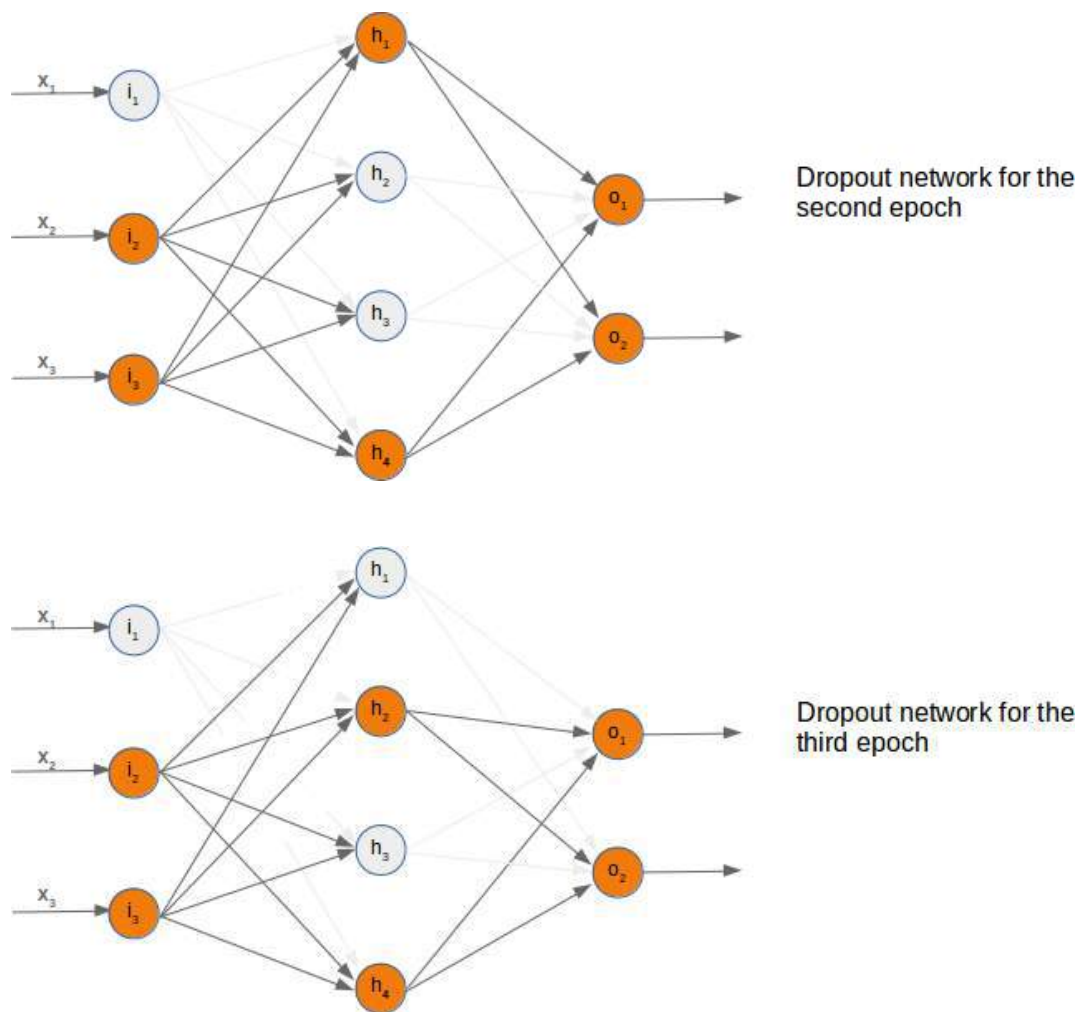 h₁
x₁
i₁
h₂
Dropout network for the
second epoch
o₁
x₂
i₂
h₃
o₂
x₃
i₃
h₄
h₁
x₁
i₁
h₂
Dropout network for the
third epoch
o₁
x₂
i₂
h₃
o₂
x₃
i₃
h₄